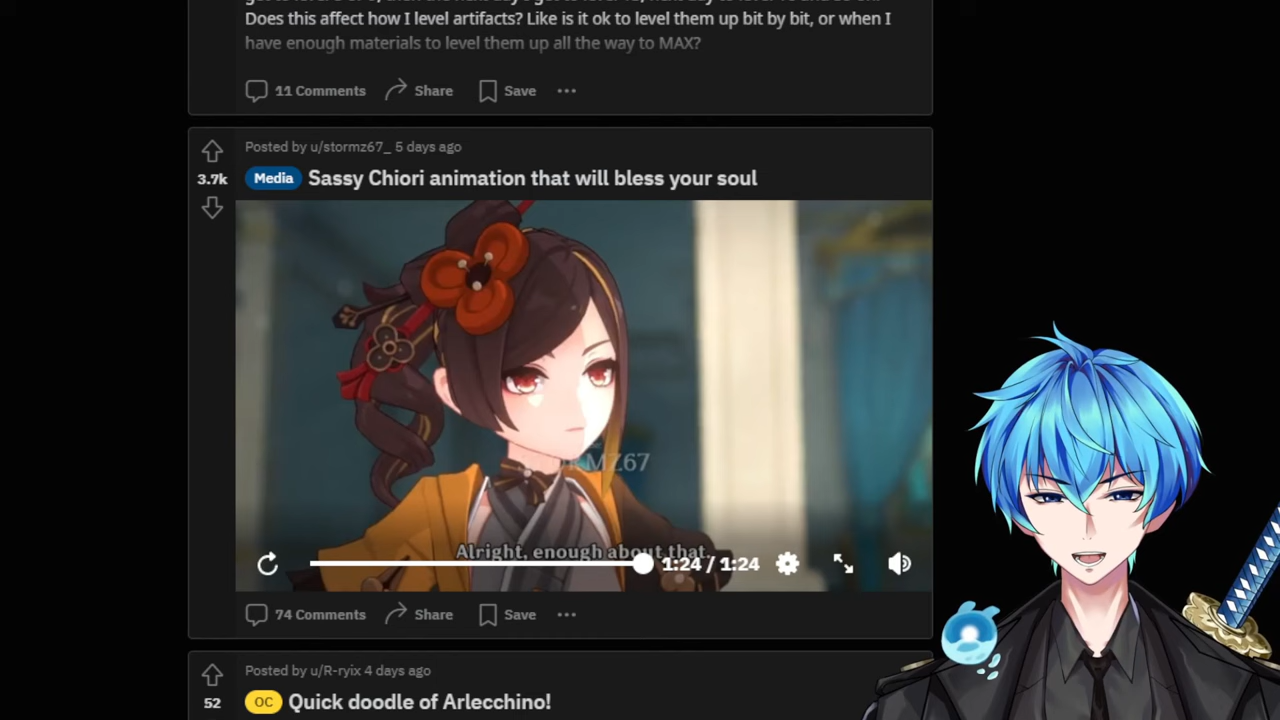 Does this affect how I level artifacts? Like is it ok to level them up bit by bit, or when I
have enough materials to level them up all the way to MAX?
11 Comments Share Save
Posted by u/stormz67_ 5 days ago
3.7k
Media Sassy Chiori animation that will bless your soul
MZ67
Alright, enough about that.
1:24 / 1:24
74 Comments Share Save
Posted by u/R-ryix 4 days ago
52
OC Quick doodle of Arlecchino!